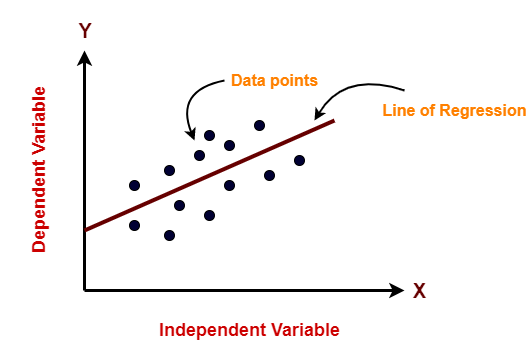 Y
Data points
Line of Regression
Dependent Variable
X
Independent Variable